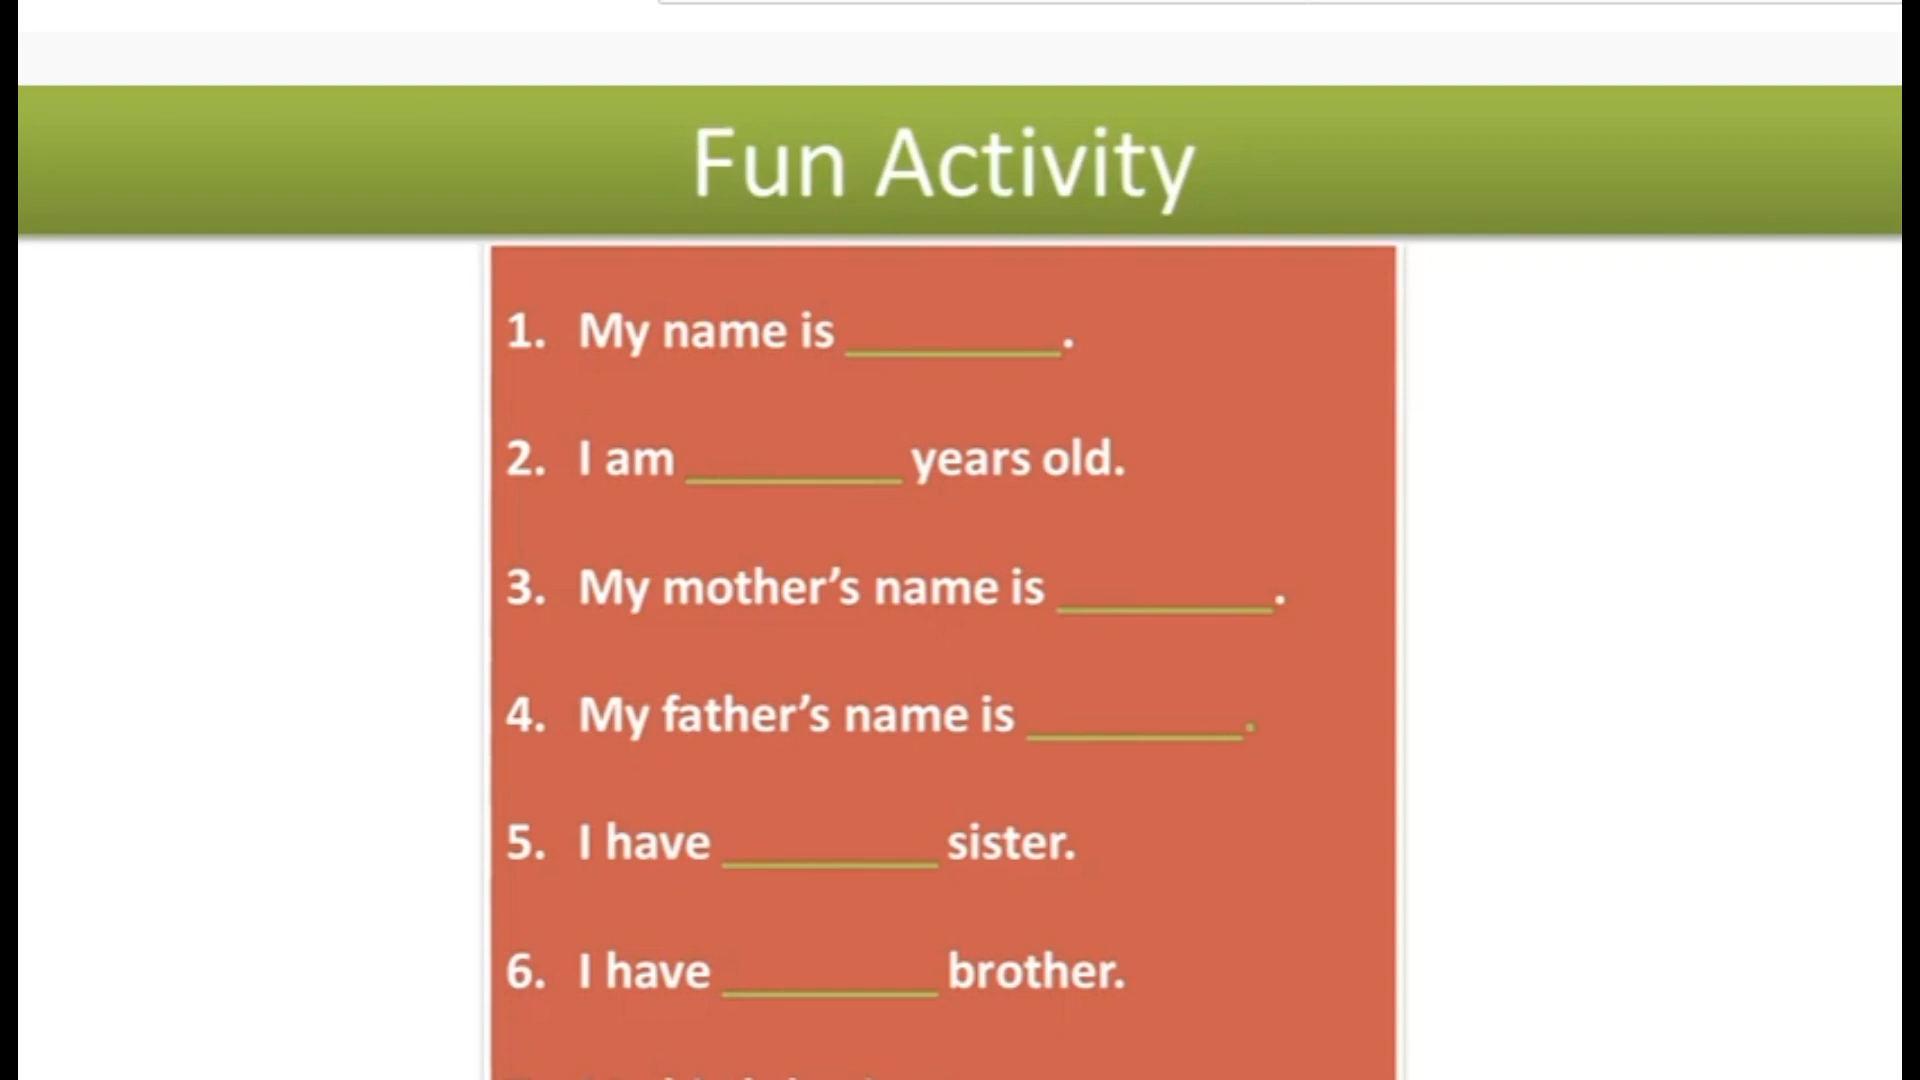 Fun Activity
1. My name is ________.
2. I am ________ years old.
3. My mother’s name is ________.
4. My father’s name is ________.
5. I have ________ sister.
6. I have ________ brother.